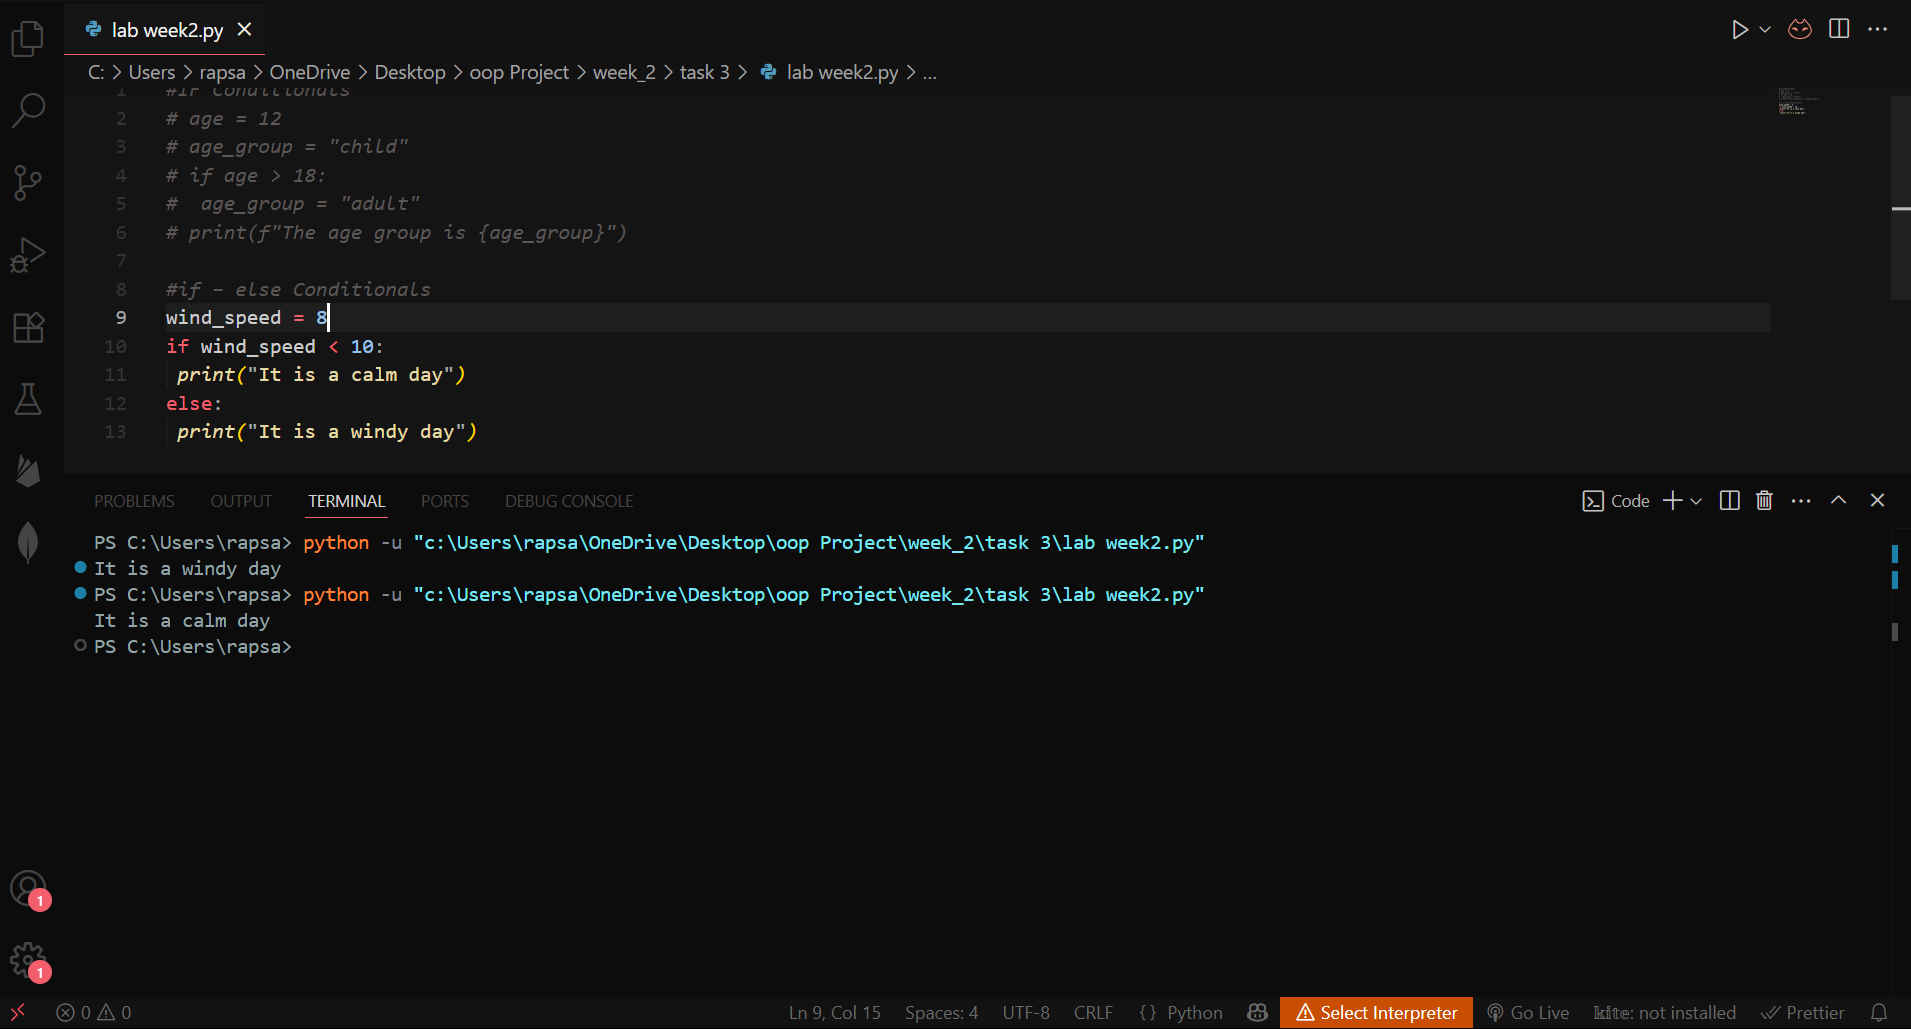 lab week2.py
C: > Users > rapsa > OneDrive > Desktop > oop Project > week_2 > task 3 > lab week2.py > ...
1 #IF Conditionals
2 # age = 12
3 # age_group = "child"
4 # if age > 18:
5 #  age_group = "adult"
6 # print(f"The age group is {age_group}")
7
8 #if – else Conditionals
9 wind_speed = 8
10 if wind_speed < 10:
11  print("It is a calm day")
12 else:
13  print("It is a windy day")
PROBLEMS OUTPUT TERMINAL PORTS DEBUG CONSOLE Code
PS C:\Users\rapsa> python -u "c:\Users\rapsa\OneDrive\Desktop\oop Project\week_2\task 3\lab week2.py"
It is a windy day
PS C:\Users\rapsa> python -u "c:\Users\rapsa\OneDrive\Desktop\oop Project\week_2\task 3\lab week2.py"
It is a calm day
PS C:\Users\rapsa>
1
1
0 0 Ln 9, Col 15 Spaces: 4 UTF-8 CRLF {} Python Select Interpreter Go Live kite: not installed Prettier